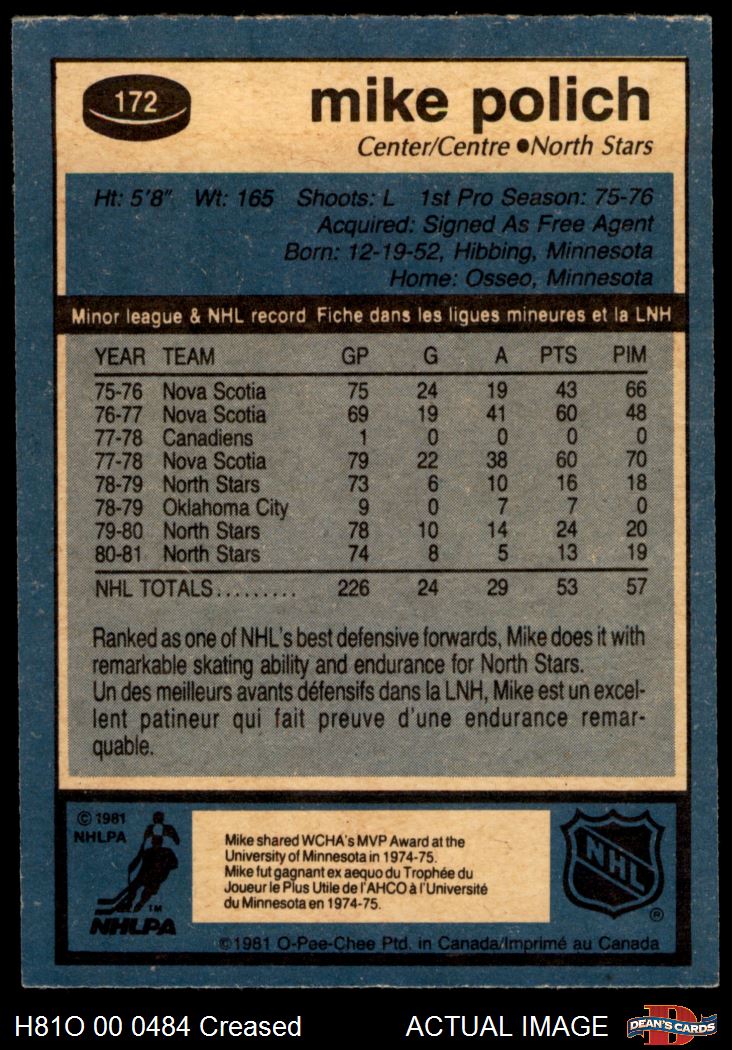 172
mike polich
Center/Centre ● North Stars
Ht: 5'8" Wt: 165 Shoots: L 1st Pro Season: 75-76
Acquired: Signed As Free Agent
Born: 12-19-52, Hibbing, Minnesota
Home: Osseo, Minnesota
Minor league & NHL record Fiche dans les ligues mineures et la LNH
YEAR TEAM GP G A PTS PIM
75-76 Nova Scotia 75 24 19 43 66
76-77 Nova Scotia 69 19 41 60 48
77-78 Canadiens 1 0 0 0 0
77-78 Nova Scotia 79 22 38 60 70
78-79 North Stars 73 6 10 16 18
78-79 Oklahoma City 9 0 7 7 0
79-80 North Stars 78 10 14 24 20
80-81 North Stars 74 8 5 13 19
NHL TOTALS......... 226 24 29 53 57
Ranked as one of NHL's best defensive forwards, Mike does it with
remarkable skating ability and endurance for North Stars.
Un des meilleurs avants défensifs dans la LNH, Mike est un excel-
lent patineur qui fait preuve d'une endurance remar-
quable.
© 1981
NHLPA
TM
NHLPA
Mike shared WCHA's MVP Award at the
University of Minnesota in 1974-75.
Mike fut gagnant ex aequo du Trophée du
Joueur le Plus Utile de l'AHCO à l'Université
du Minnesota en 1974-75.
NHL
®
©1981 O-Pee-Chee Ptd. in Canada/Imprimé au Canada
H81O 00 0484 Creased
ACTUAL IMAGE
D
DEAN'S CARDS